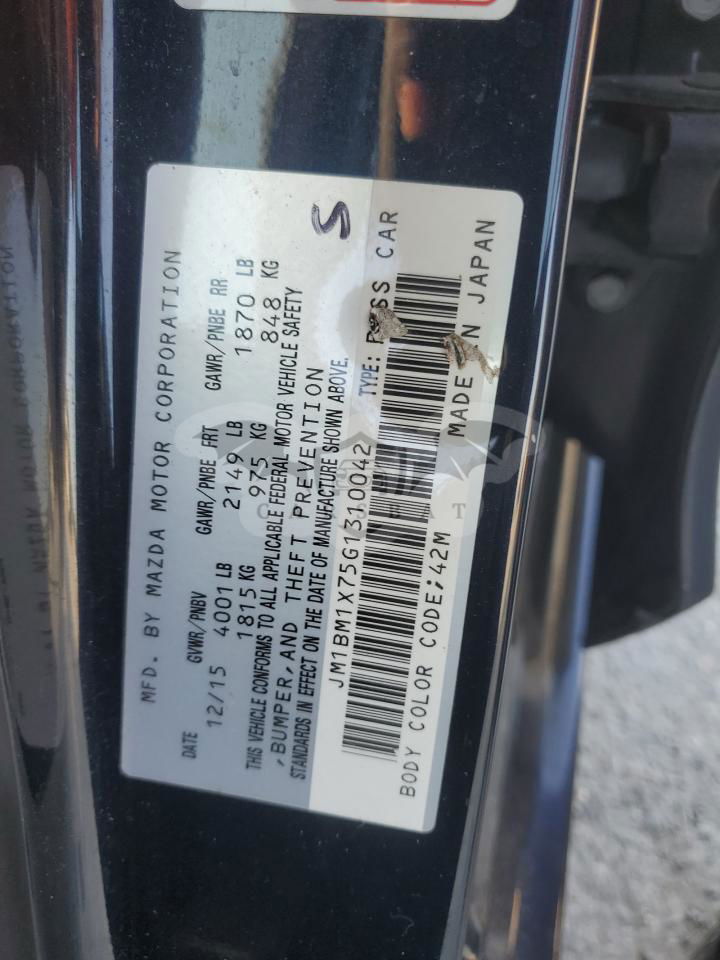 MFD. BY MAZDA MOTOR CORPORATION
DATE GVWR/PNBV GAWR/PNBE FRT GAWR/PNBE RR
12/15 4001 LB 2149 LB 1870 LB
1815 KG 975 KG 848 KG
THIS VEHICLE CONFORMS TO ALL APPLICABLE FEDERAL MOTOR VEHICLE SAFETY
,BUMPER,AND THEFT PREVENTION
STANDARDS IN EFFECT ON THE DATE OF MANUFACTURE SHOWN ABOVE.
S
JM1BM1X75G1310042 TYPE: CAR
BODY COLOR CODE;42M MADE JAPAN